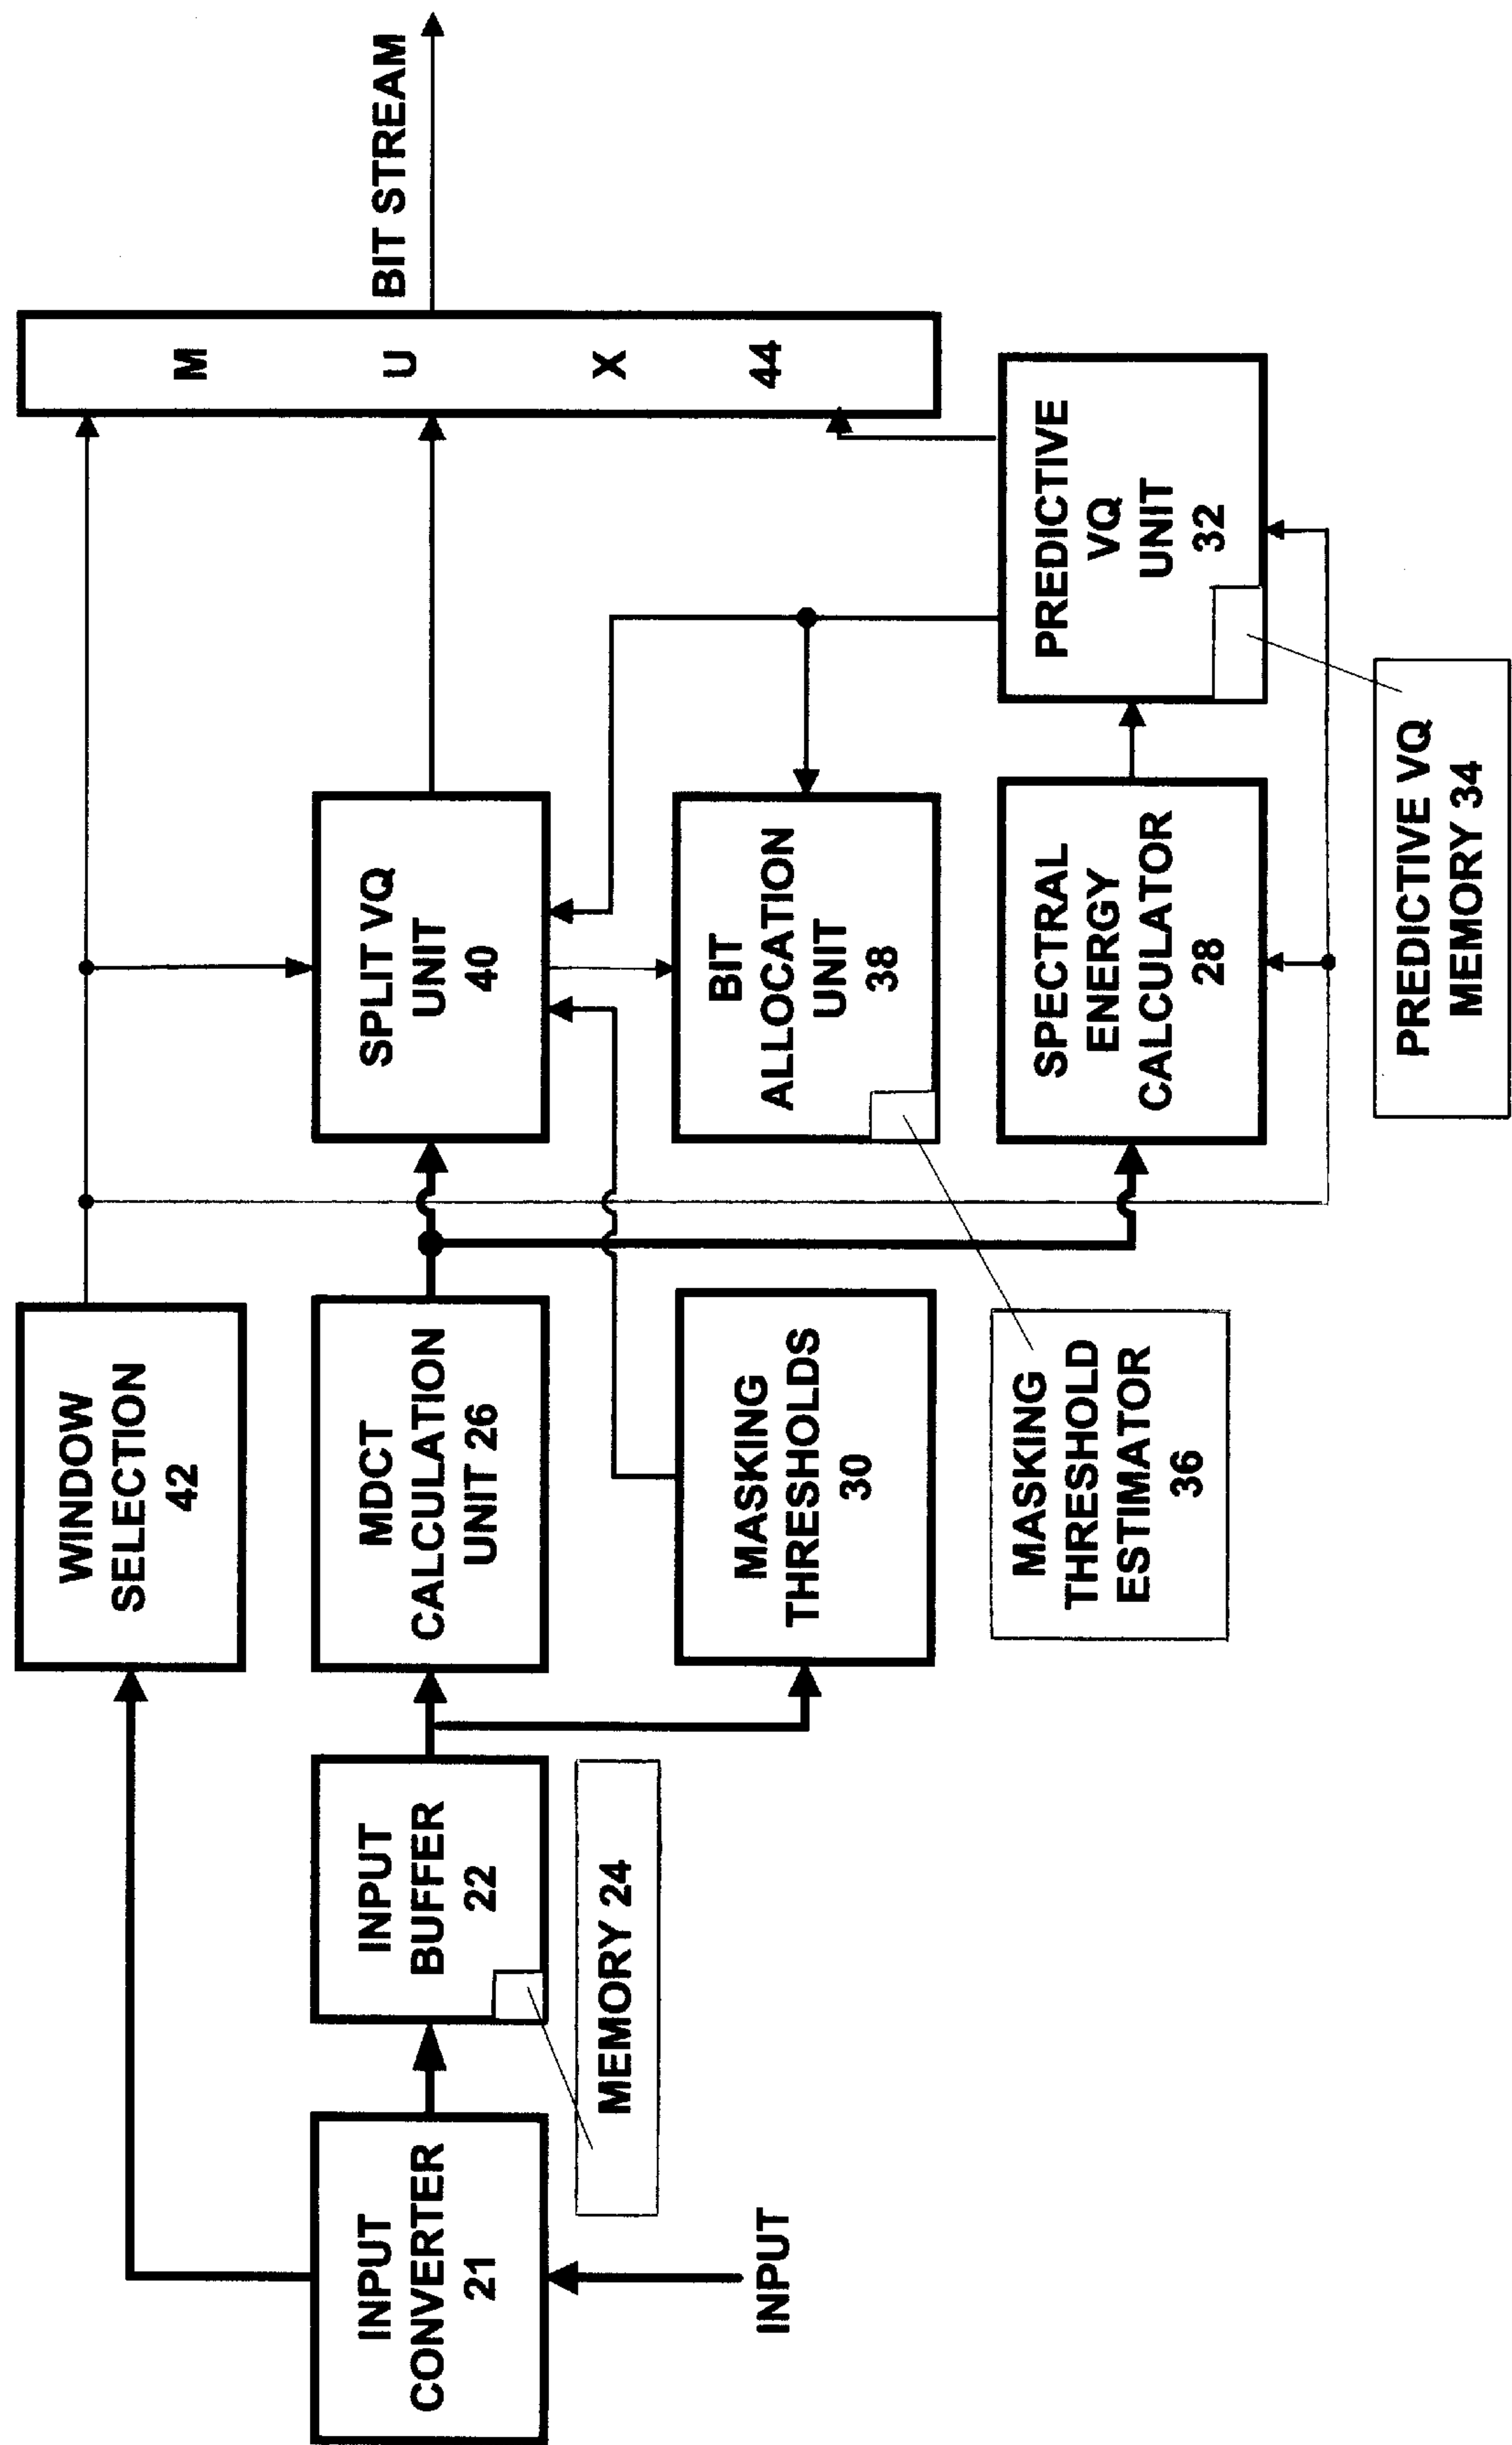 WINDOW
SELECTION
42
M
U
X
44
BIT STREAM
INPUT
CONVERTER
21
INPUT
BUFFER
22
MDCT
CALCULATION
UNIT 26
SPLIT VQ
UNIT
40
MEMORY 24
INPUT
MASKING
THRESHOLDS
30
BIT
ALLOCATION
UNIT
38
MASKING
THRESHOLD
ESTIMATOR
36
SPECTRAL
ENERGY
CALCULATOR
28
PREDICTIVE
VQ
UNIT
32
PREDICTIVE VQ
MEMORY 34